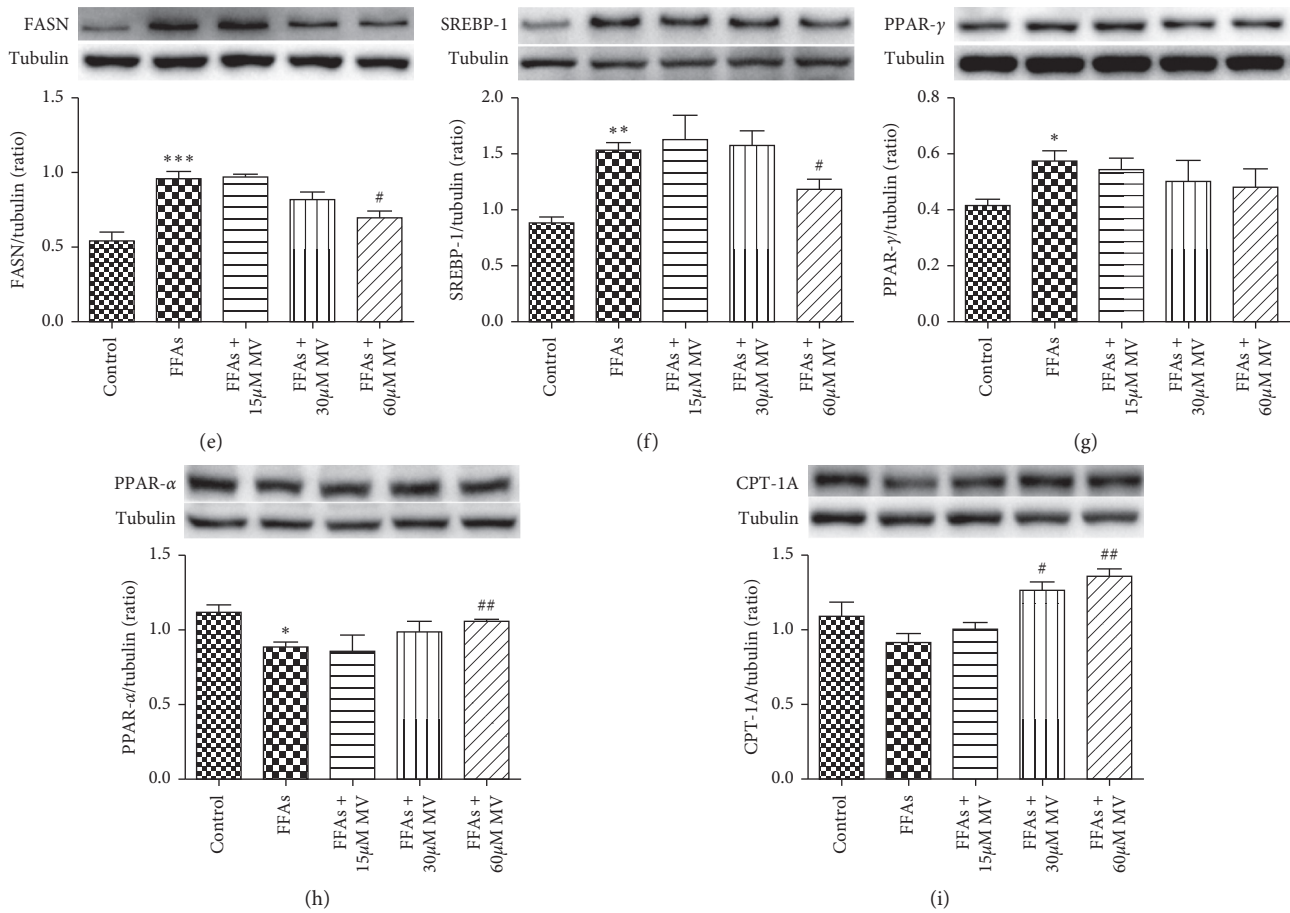 FASN
Tubulin
1.5
1.0
0.5
0.0
FASN/tubulin (ratio)
***
#
Control
FFAs
FFAs +
15μM MV
FFAs +
30μM MV
FFAs +
60μM MV
(e)
SREBP-1
Tubulin
2.0
1.5
1.0
0.5
0.0
SREBP-1/tubulin (ratio)
**
#
Control
FFAs
FFAs +
15μM MV
FFAs +
30μM MV
FFAs +
60μM MV
(f)
PPAR-γ
Tubulin
0.8
0.6
0.4
0.2
0.0
PPAR-γ/tubulin (ratio)
*
Control
FFAs
FFAs +
15μM MV
FFAs +
30μM MV
FFAs +
60μM MV
(g)
PPAR-α
Tubulin
1.5
1.0
0.5
0.0
PPAR-α/tubulin (ratio)
*
##
Control
FFAs
FFAs +
15μM MV
FFAs +
30μM MV
FFAs +
60μM MV
(h)
CPT-1A
Tubulin
1.5
1.0
0.5
0.0
CPT-1A/tubulin (ratio)
#
##
Control
FFAs
FFAs +
15μM MV
FFAs +
30μM MV
FFAs +
60μM MV
(i)